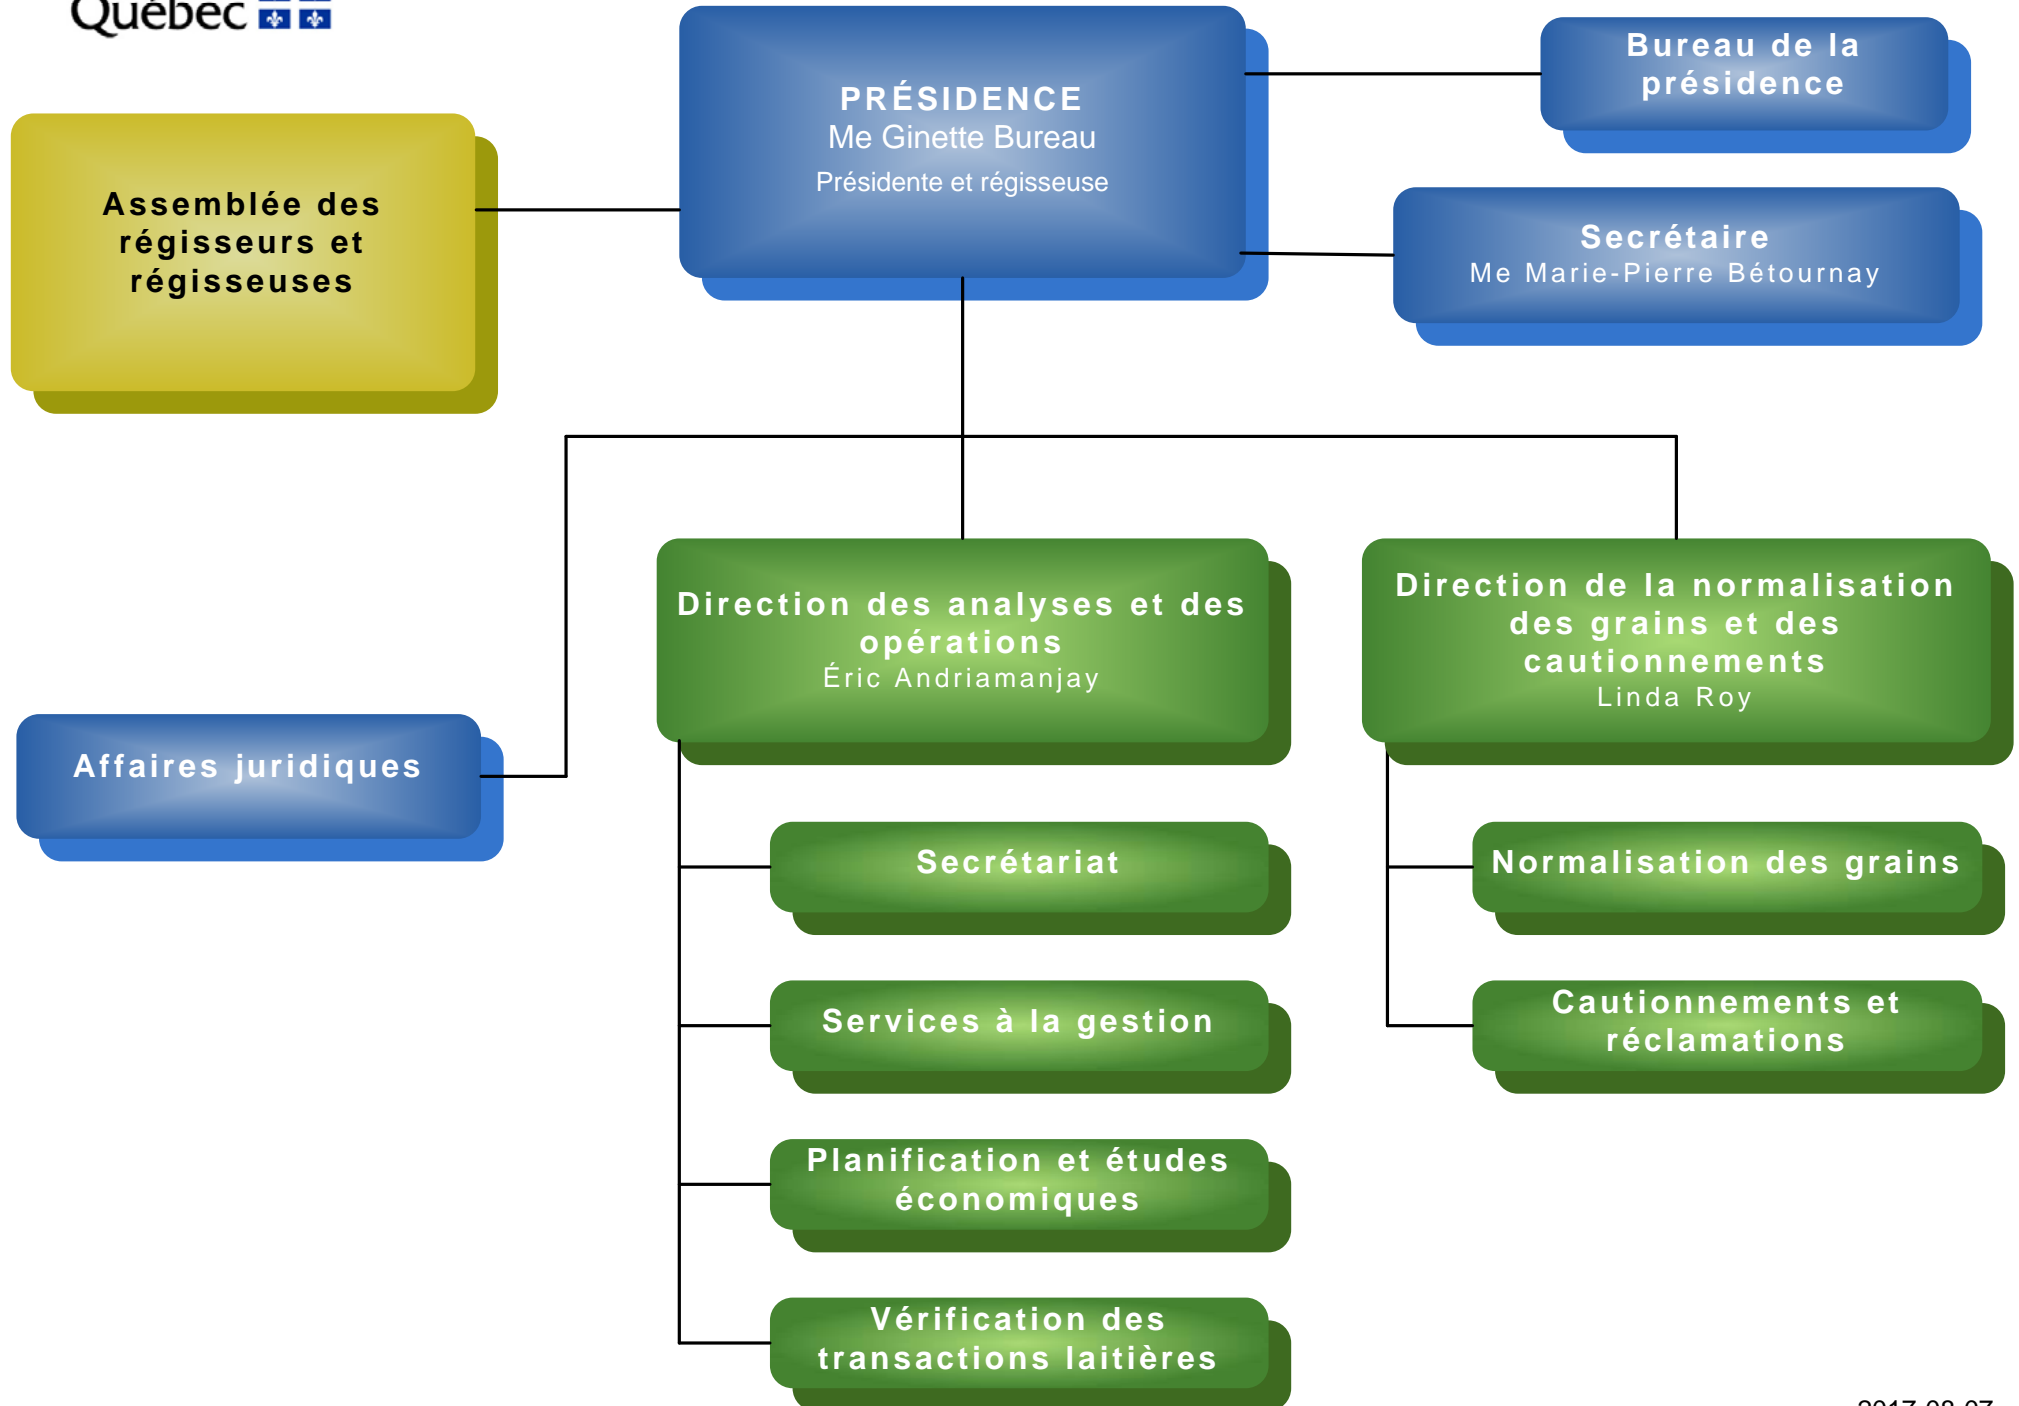 Québec
PRÉSIDENCE
Me Ginette Bureau
Présidente et régisseuse
Bureau de la
présidence
Assemblée des
régisseurs et
régisseuses
Secrétaire
Me Marie-Pierre Bétournay
Direction des analyses et des
opérations
Éric Andriamanjay
Direction de la normalisation
des grains et des
cautionnements
Linda Roy
Affaires juridiques
Secrétariat
Normalisation des grains
Services à la gestion
Cautionnements et
réclamations
Planification et études
économiques
Vérification des
transactions laitières
2017-08-07